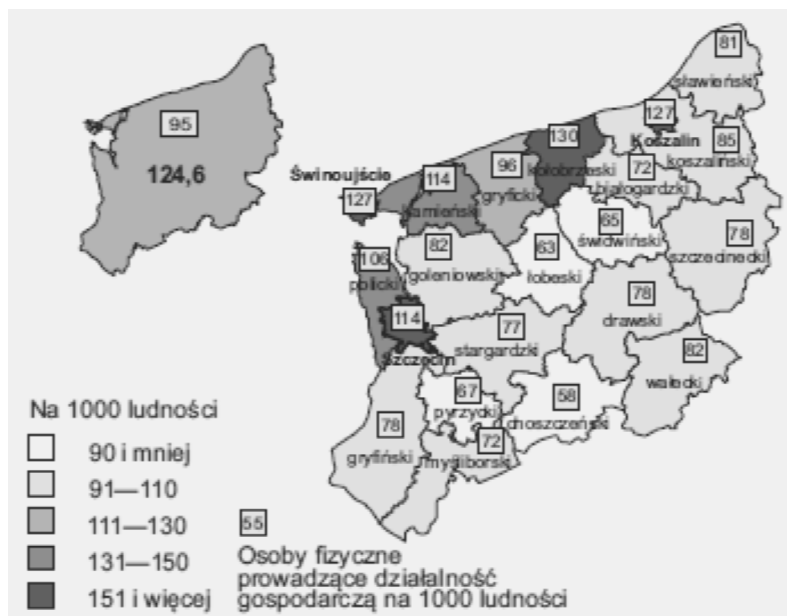 95
124,6
81
sławieński
127
Koszalin
85
koszaliński
130
kołobrzeski
72
białogardzki
96
gryficki
114
kamieński
Świnoujście
127
65
świdwiński
78
szczecinecki
63
łobeski
82
goleniowski
106
policki
114
Szczecin
78
drawski
77
stargardzki
82
wałecki
67
pyrzycki
58
choszczeński
78
gryfiński
72
myśliborski
Na 1000 ludności
90 i mniej
91—110
111—130
131—150
151 i więcej
55
Osoby fizyczne
prowadzące działalność
gospodarczą na 1000 ludności